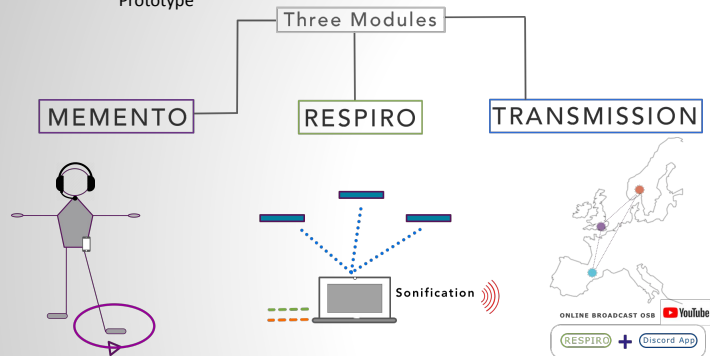 Prototype
Three Modules
MEMENTO
RESPIRO
TRANSMISSION
Sonification
ONLINE BROADCAST OSB
YouTube
RESPIRO + Discord App